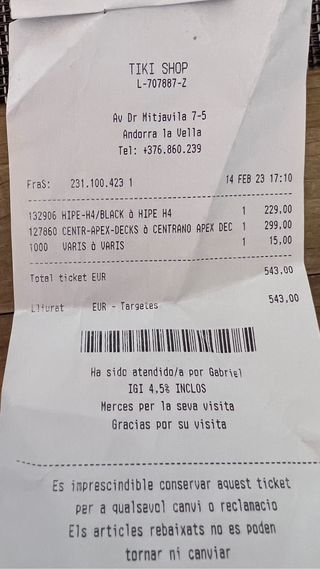 TIKI SHOP
L-707887-Z
Av Dr Mitjavila 7-5
Andorra la Vella
Tel: +376.860.239
FraS: 231.100.423 1 14 FEB 23 17:10
132906 HIPE-H4/BLACK à HIPE H4 1 229,00
127860 CENTR-APEX-DECKS à CENTRANO APEX DEC 1 299,00
1000 VARIS à VARIS 1 15,00
Total ticket EUR 543,00
Lliurat EUR - Targetes 543,00
Ha sido atendido/a por Gabriel
IGI 4,5% INCLOS
Merces per la seva visita
Gracias por su visita
Es imprescindible conservar aquest ticket
per a qualsevol canvi o reclamacio
Els articles rebaixats no es poden
tornar ni canviar